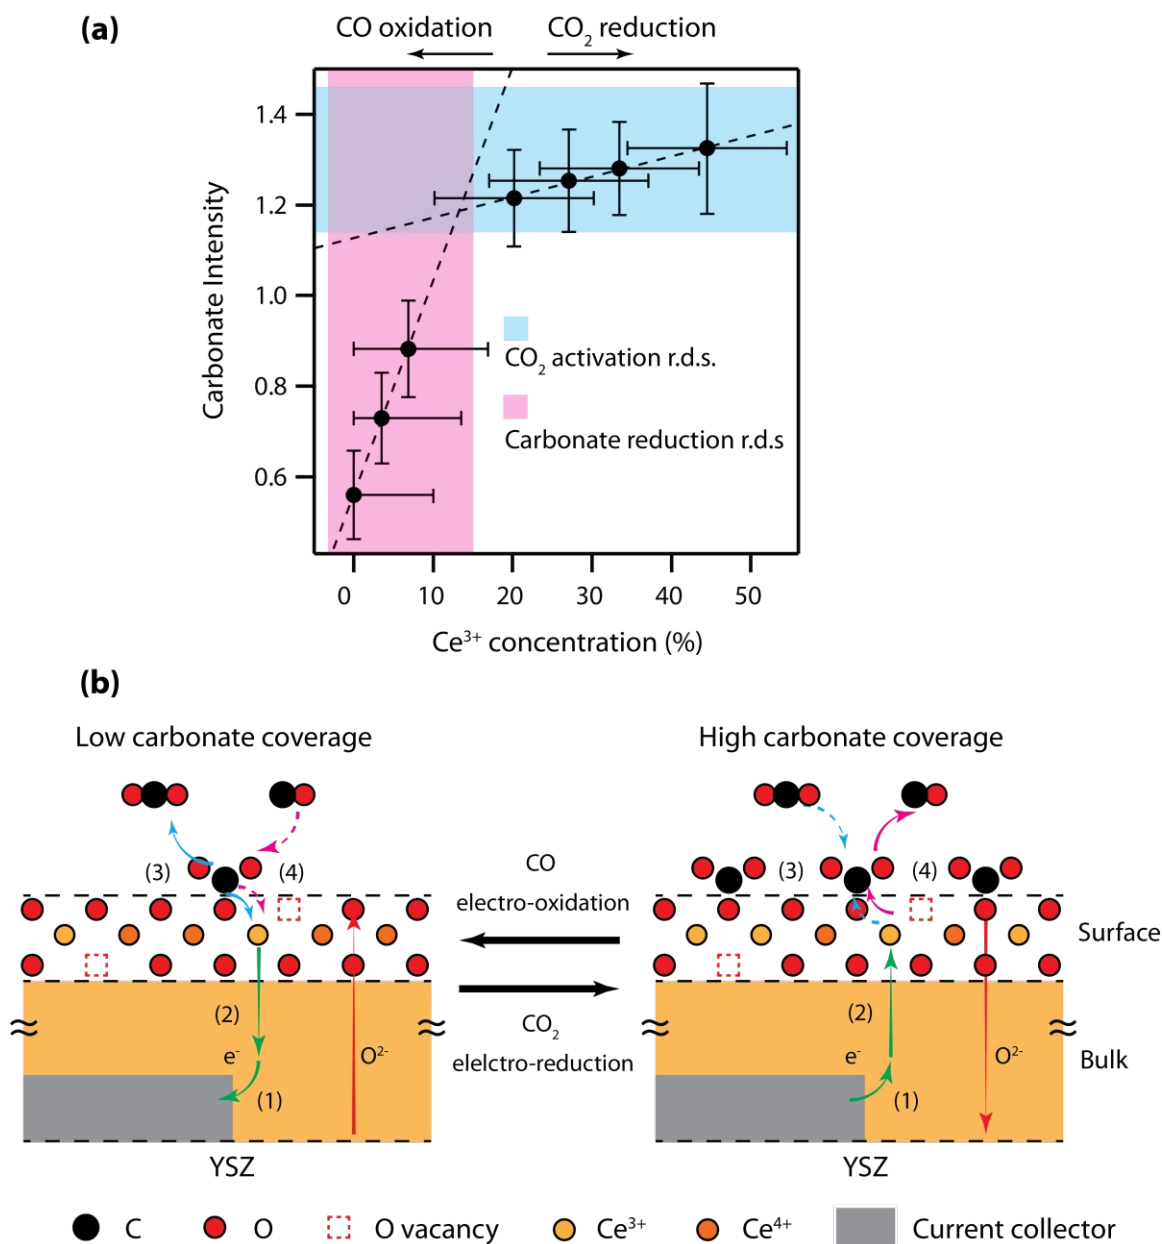 (a)
CO oxidation
CO₂ reduction
Carbonate Intensity
1.4
1.2
1.0
0.8
0.6
CO₂ activation r.d.s.
Carbonate reduction r.d.s
0 10 20 30 40 50
Ce³⁺ concentration (%)
(b)
Low carbonate coverage
High carbonate coverage
(3)
(4)
(2)
e⁻
O²⁻
(1)
YSZ
CO
electro-oxidation
CO₂
elelctro-reduction
(3)
(4)
(2)
e⁻
O²⁻
(1)
YSZ
Surface
Bulk
C
O
O vacancy
Ce³⁺
Ce⁴⁺
Current collector